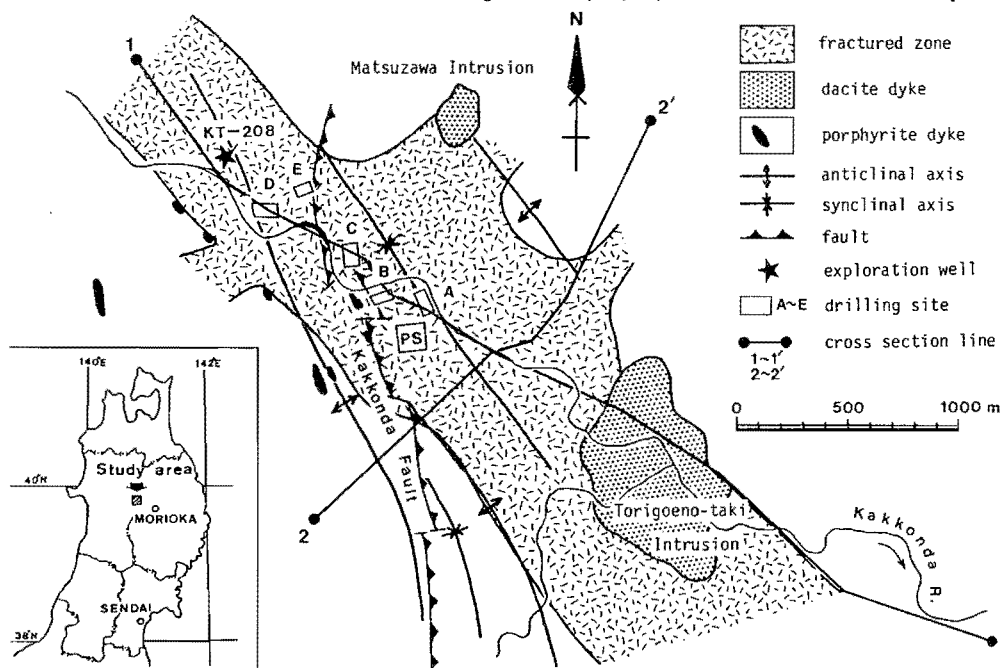 N
1
Matsuzawa Intrusion
2'
KT-208
E
D
C
B
A
PS
Kakkonda
Fault
2
Torigoeno-taki
Intrusion
Kakkonda R.
fractured zone
dacite dyke
porphyrite dyke
anticlinal axis
synclinal axis
fault
exploration well
A~E drilling site
cross section line
1~1'
2~2'
0 500 1000 m
140°E 142°E
Study area
40°N
MORIOKA
SENDAI
38°N